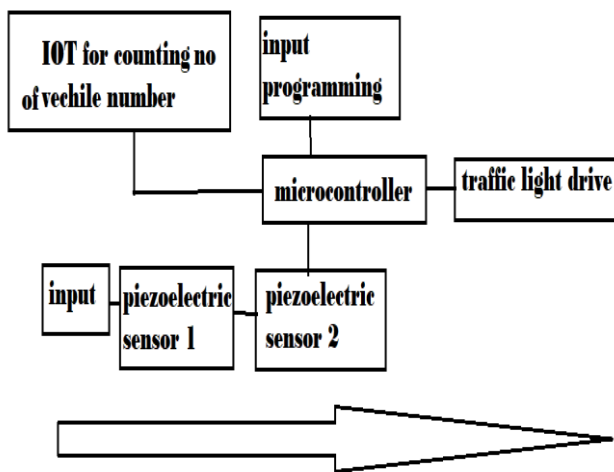 IOT for counting no
of vechile number
input
programming
microcontroller
traffic light drive
input
piezoelectric
sensor 1
piezoelectric
sensor 2